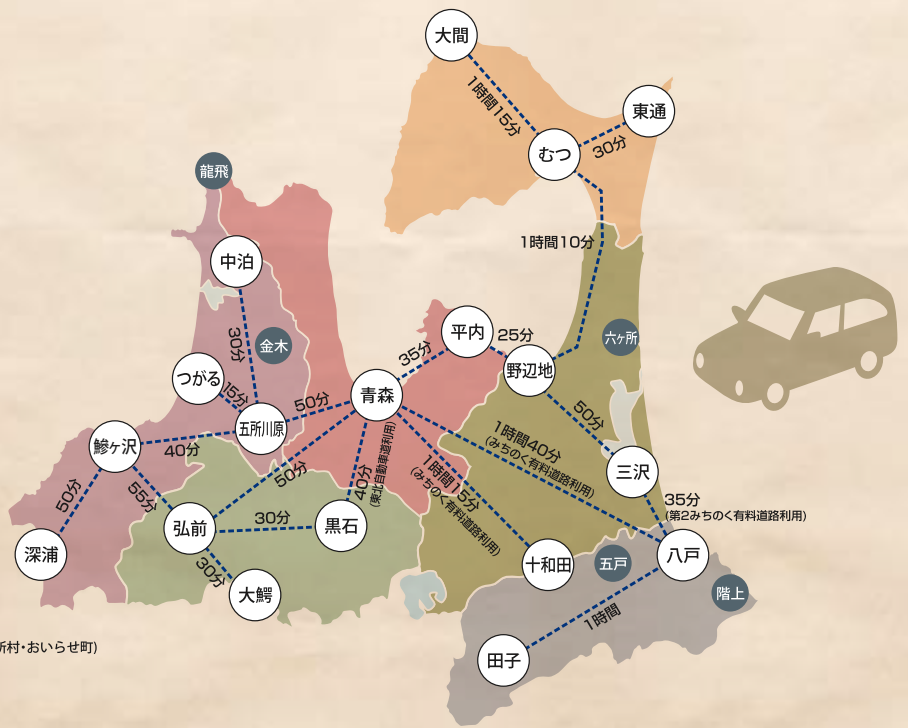 大間
1時間15分
東通
むつ
30分
龍飛
1時間10分
中泊
30分
金木
六ヶ所
平内
25分
35分
野辺地
つがる
15分
50分
青森
五所川原
50分
鰺ヶ沢
40分
50分
40分
(東北自動車道利用)
1時間15分
(みちのく有料道路利用)
1時間40分
(みちのく有料道路利用)
三沢
35分
(第2みちのく有料道路利用)
50分
55分
弘前
30分
黒石
深浦
30分
大鰐
十和田
五戸
八戸
階上
1時間
田子
所村・おいらせ町)